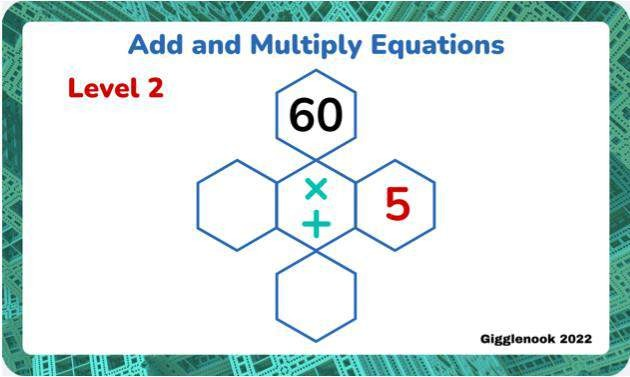 Add and Multiply Equations
Level 2
60
×
5
+
Gigglenook 2022